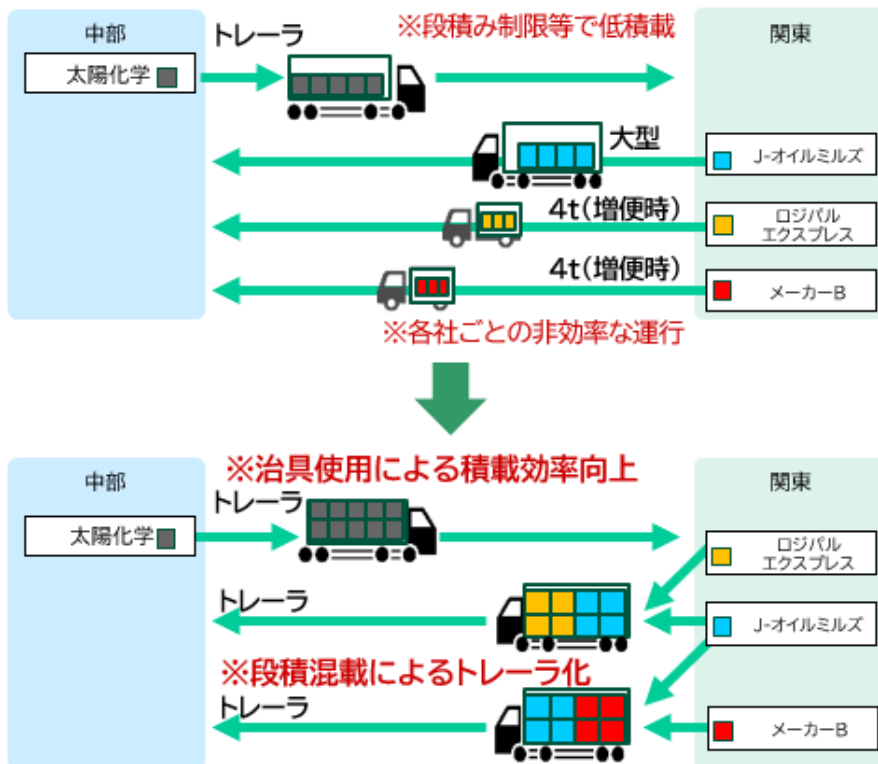 中部
トレーラ
※段積み制限等で低積載
関東
太陽化学
大型
J-オイルミルズ
4t(増便時)
ロジパル
エクスプレス
4t(増便時)
メーカーB
※各社ごとの非効率な運行
中部
※治具使用による積載効率向上
関東
トレーラ
太陽化学
ロジパル
エクスプレス
トレーラ
J-オイルミルズ
※段積混載によるトレーラ化
トレーラ
メーカーB